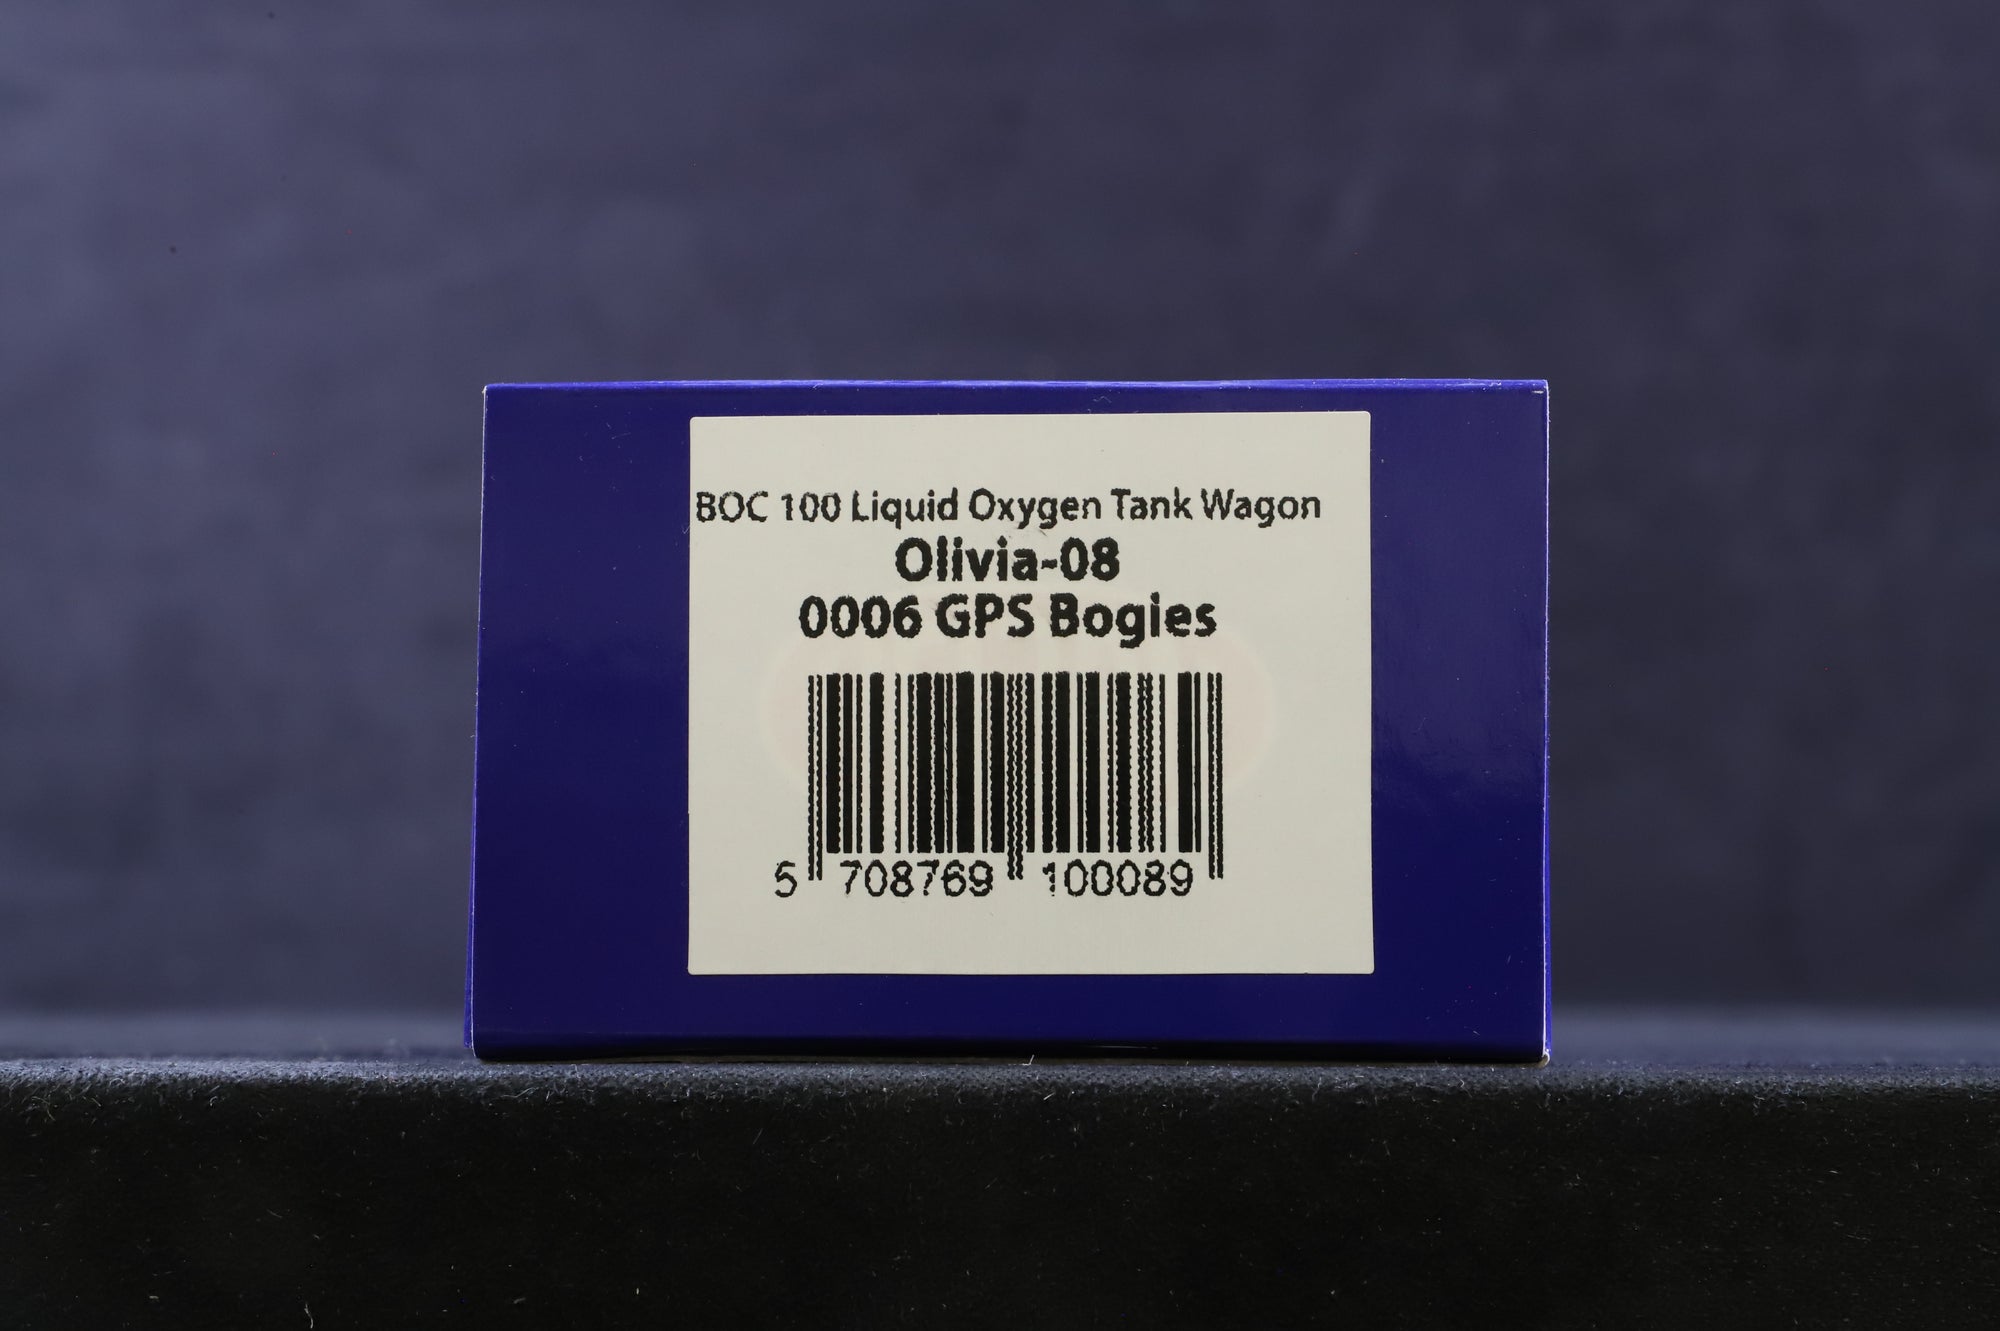 BOC 100 Liquid Oxygen Tank Wagon
Olivia-08
0006 GPS Bogies
5 708769 100089